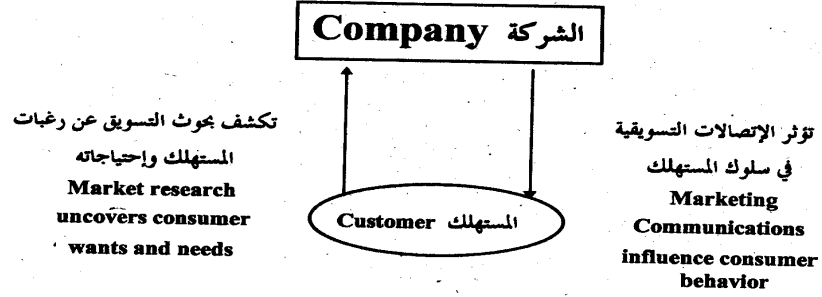 الشركة Company
تكشف بحوث التسويق عن رغبات
المستهلك وإحتياجاته
Market research
uncovers consumer
wants and needs
المستهلك Customer
تؤثر الإتصالات التسويقية
في سلوك المستهلك
Marketing
Communications
influence consumer
behavior